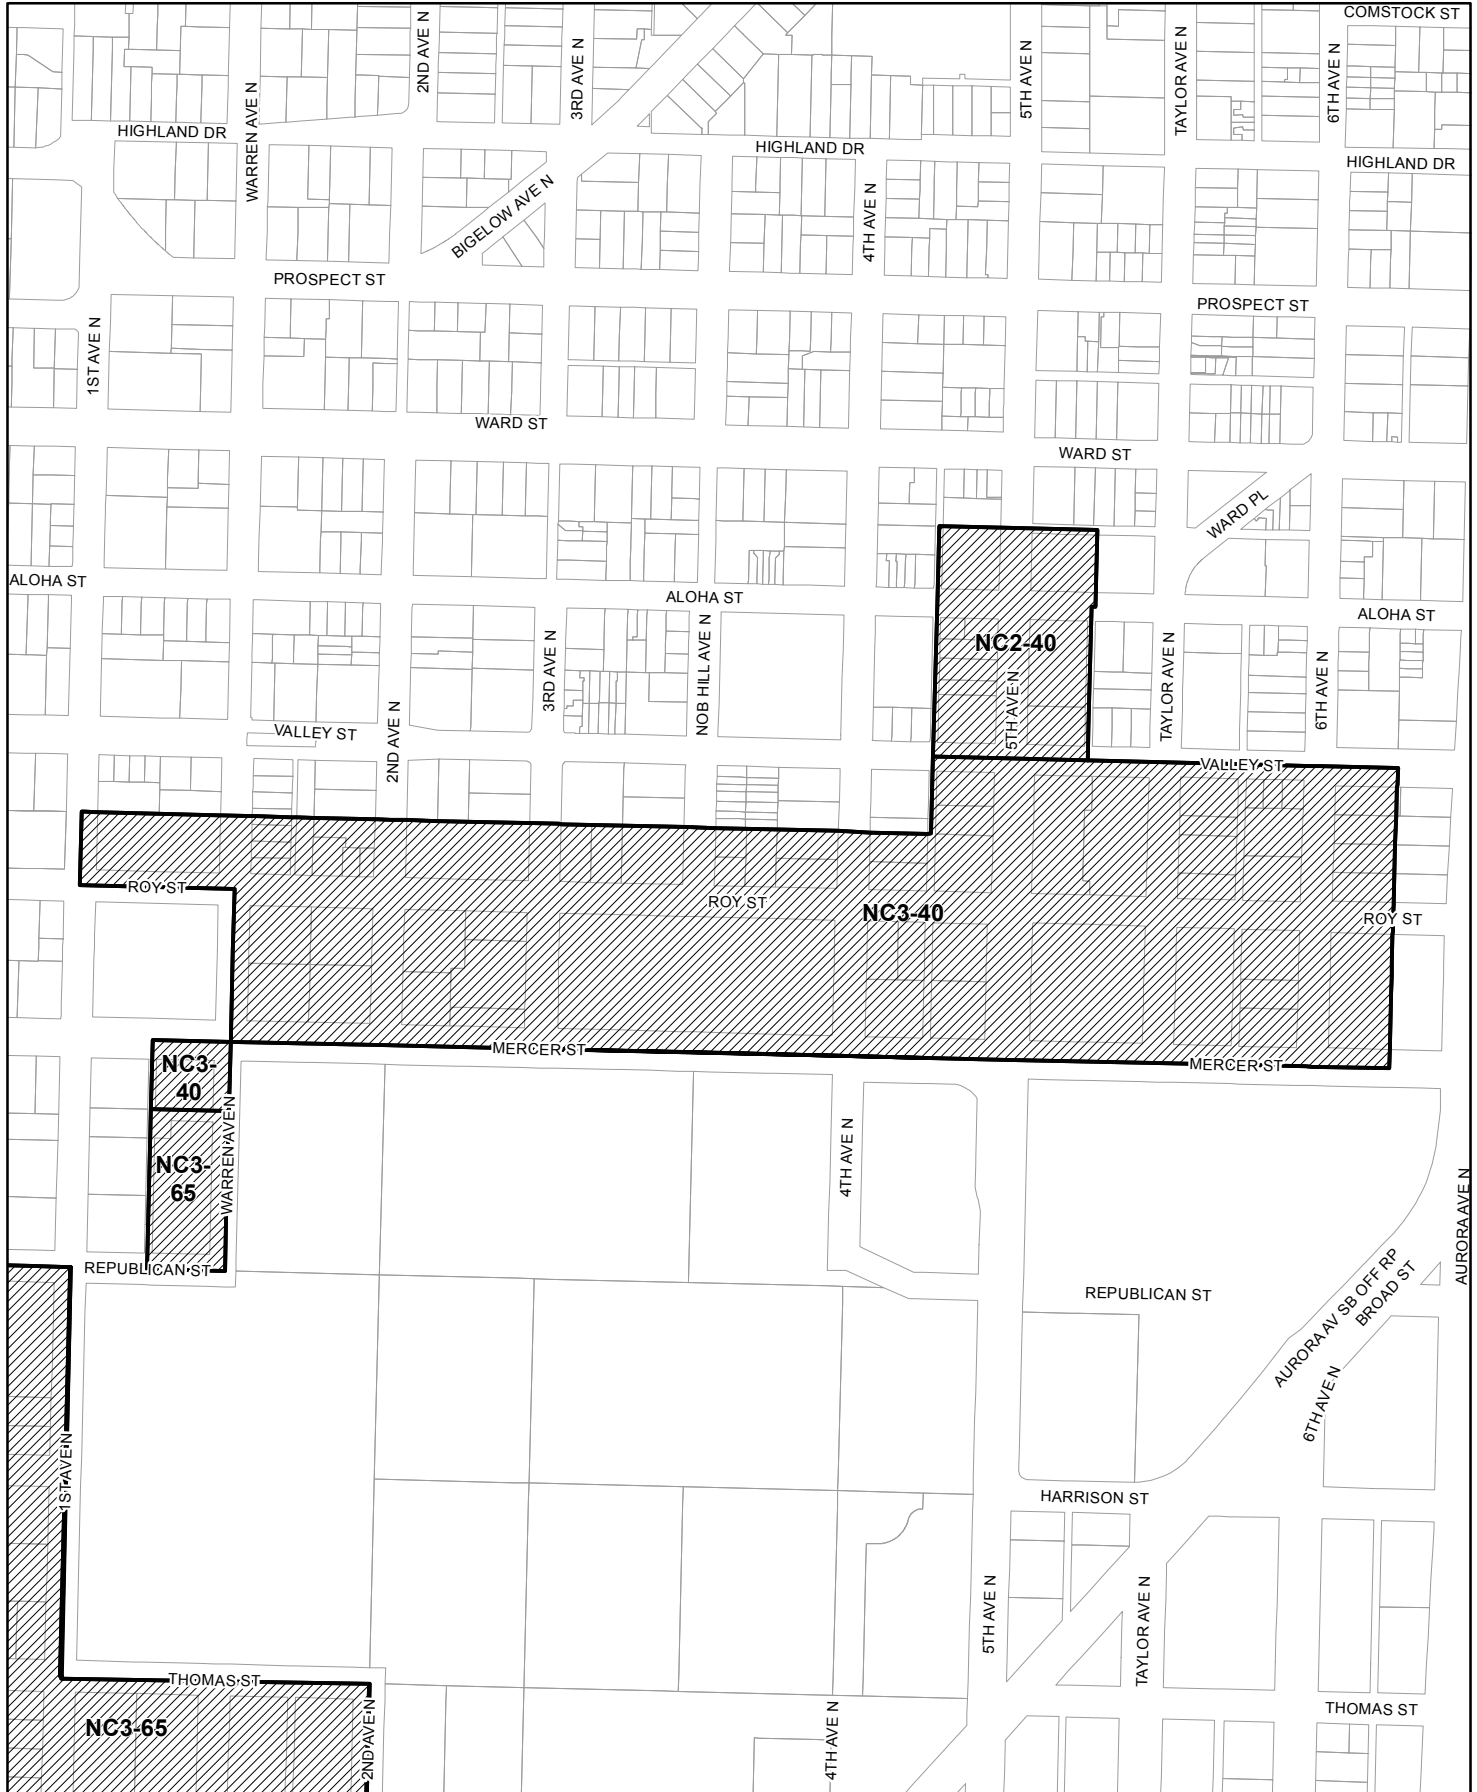 COMSTOCK ST
2ND AVE N
3RD AVE N
5TH AVE N
TAYLOR AVE N
6TH AVE N
WARREN AVE N
HIGHLAND DR
HIGHLAND DR
HIGHLAND DR
BIGELOW AVE N
4TH AVE N
PROSPECT ST
PROSPECT ST
1ST AVE N
WARD ST
WARD ST
WARD PL
ALOHA ST
ALOHA ST
ALOHA ST
NC2-40
3RD AVE N
NOB HILL AVE N
5TH AVE N
TAYLOR AVE N
6TH AVE N
VALLEY ST
2ND AVE N
VALLEY ST
ROY ST
ROY ST
NC3-40
ROY ST
MERCER ST
MERCER ST
NC3-
40
WARREN AVE N
4TH AVE N
NC3-
65
AURORA AVE N
REPUBLICAN ST
REPUBLICAN ST
AURORA AV SB OFF RP
BROAD ST
6TH AVE N
1ST AVE N
HARRISON ST
5TH AVE N
TAYLOR AVE N
THOMAS ST
THOMAS ST
NC3-65
2ND AVE N
4TH AVE N